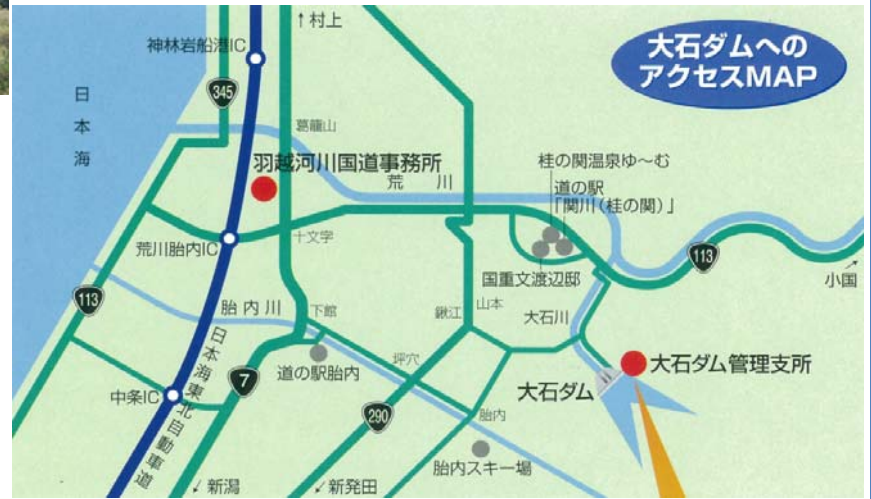 大石ダムへの
アクセスMAP
↑村上
神林岩船港IC
日本海
345
葛籠山
羽越河川国道事務所
荒川
桂の関温泉ゆ〜む
道の駅
「関川(桂の関)」
荒川胎内IC
十文字
国重文渡辺邸
113
小国
113
胎内川
下館
鍬江
山本
大石川
日本海東北自動車道
道の駅胎内
坪穴
7
大石ダム管理支所
大石ダム
中条IC
290
胎内
胎内スキー場
↙新潟
↙新発田